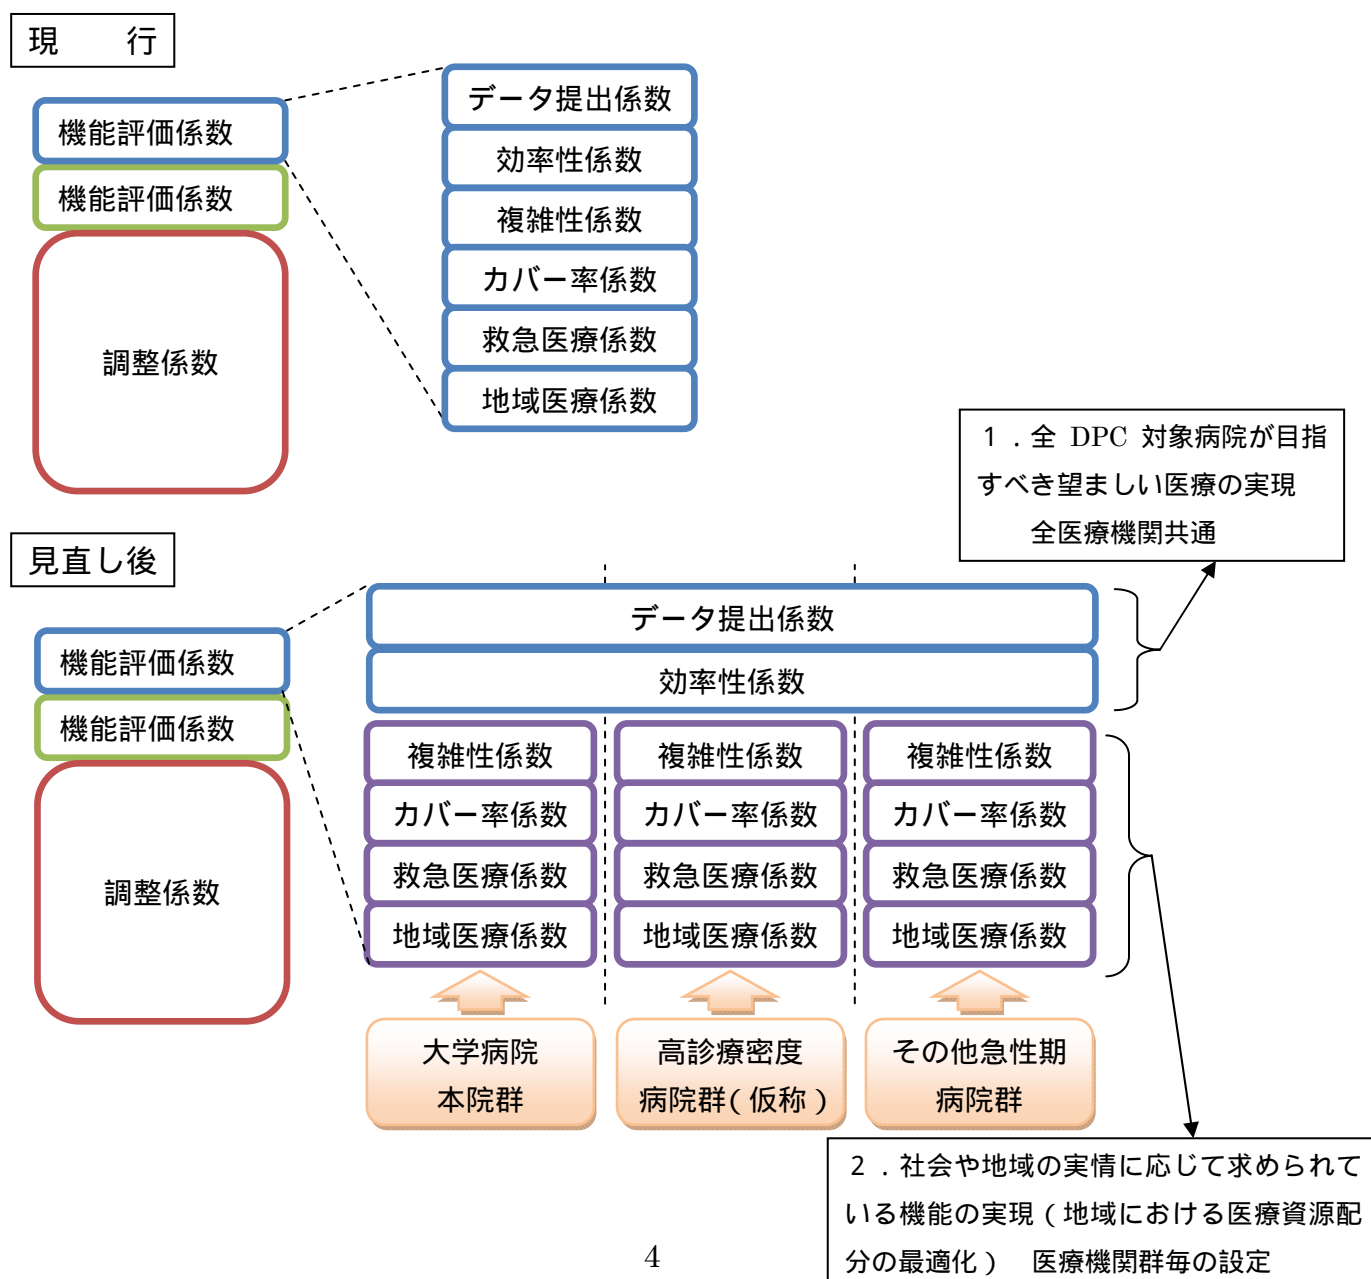 現　　行
機能評価係数
機能評価係数
調整係数
データ提出係数
効率性係数
複雑性係数
カバー率係数
救急医療係数
地域医療係数
１．全 DPC 対象病院が目指
すべき望ましい医療の実現
全医療機関共通
見直し後
機能評価係数
機能評価係数
調整係数
データ提出係数
効率性係数
複雑性係数 複雑性係数 複雑性係数
カバー率係数 カバー率係数 カバー率係数
救急医療係数 救急医療係数 救急医療係数
地域医療係数 地域医療係数 地域医療係数
大学病院
本院群
高診療密度
病院群（仮称）
その他急性期
病院群
２．社会や地域の実情に応じて求められて
いる機能の実現（地域における医療資源配
分の最適化）　医療機関群毎の設定
4